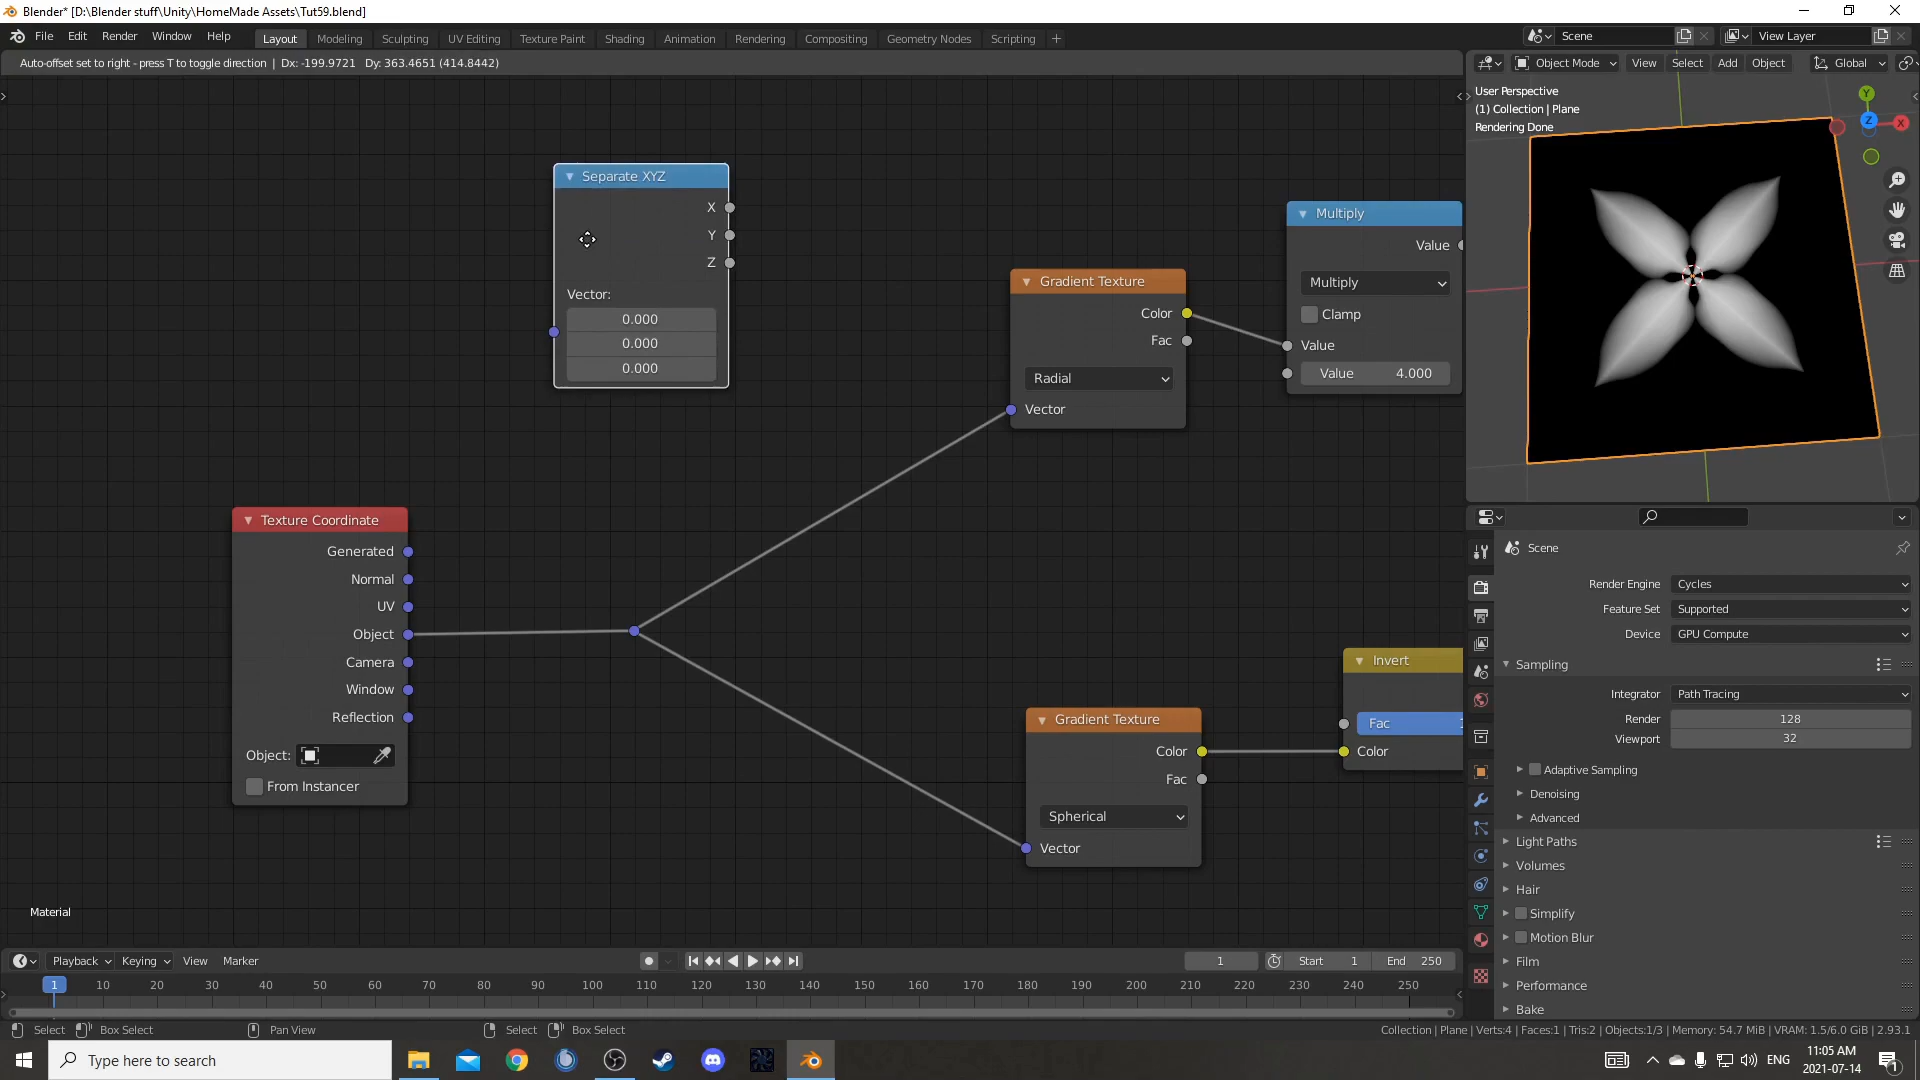 Blender* [D:\Blender stuff\Unity\HomeMade Assets\Tut59.blend]
File Edit Render Window Help Layout Modeling Sculpting UV Editing Texture Paint Shading Animation Rendering Compositing Geometry Nodes Scripting + Scene View Layer
Auto-offset set to right - press T to toggle direction | Dx: -199.9721 Dy: 363.4651 (414.8442)
Object Mode View Select Add Object Global
User Perspective
(1) Collection | Plane
Rendering Done
Y
Z
X
Separate XYZ
X
Y
Z
Vector:
0.000
0.000
0.000
Multiply
Value
Multiply
Clamp
Value
Value 4.000
Gradient Texture
Color
Fac
Radial
Vector
Texture Coordinate
Generated
Normal
UV
Object
Camera
Window
Reflection
Object:
From Instancer
Gradient Texture
Color
Fac
Spherical
Vector
Invert
Fac
Color
Material
Scene
Render Engine Cycles
Feature Set Supported
Device GPU Compute
Sampling
Integrator Path Tracing
Render 128
Viewport 32
Adaptive Sampling
Denoising
Advanced
Light Paths
Volumes
Hair
Simplify
Motion Blur
Film
Performance
Bake
Playback Keying View Marker 1 Start 1 End 250
1 10 20 30 40 50 60 70 80 90 100 110 120 130 140 150 160 170 180 190 200 210 220 230 240 250
Select Box Select Pan View Select Box Select Collection | Plane | Verts:4 | Faces:1 | Tris:2 | Objects:1/3 | Memory: 54.7 MiB | VRAM: 1.5/6.0 GiB | 2.93.1
Type here to search
ENG
11:05 AM
2021-07-14
1